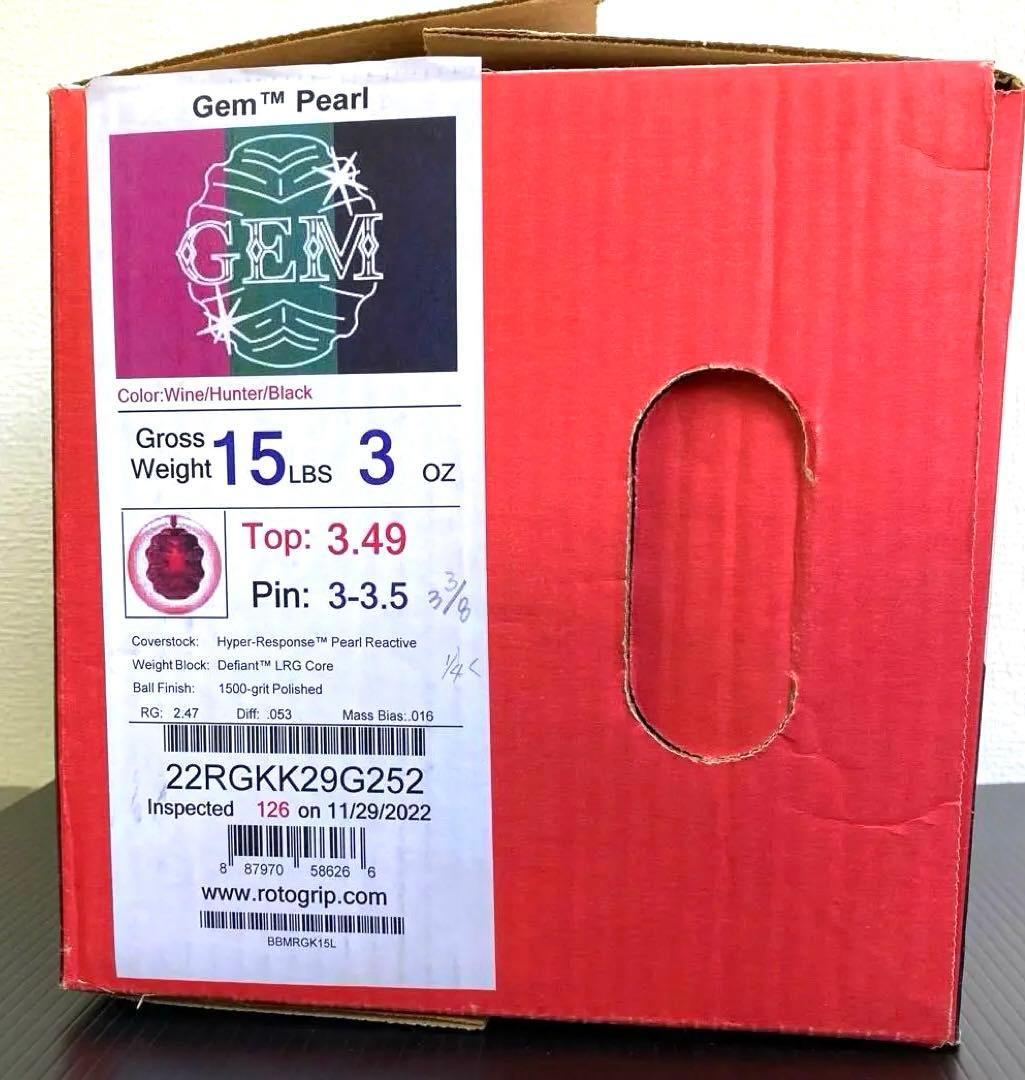 Gem™ Pearl
GEM
Color:Wine/Hunter/Black
Gross Weight 15 LBS 3 OZ
Top: 3.49
Pin: 3-3.5 3 3/8
Coverstock: Hyper-Response™ Pearl Reactive
Weight Block: Defiant™ LRG Core 1/4<
Ball Finish: 1500-grit Polished
RG: 2.47 Diff: .053 Mass Bias:.016
22RGKK29G252
Inspected 126 on 11/29/2022
8 87970 58626 6
www.rotogrip.com
BBMRGK15L